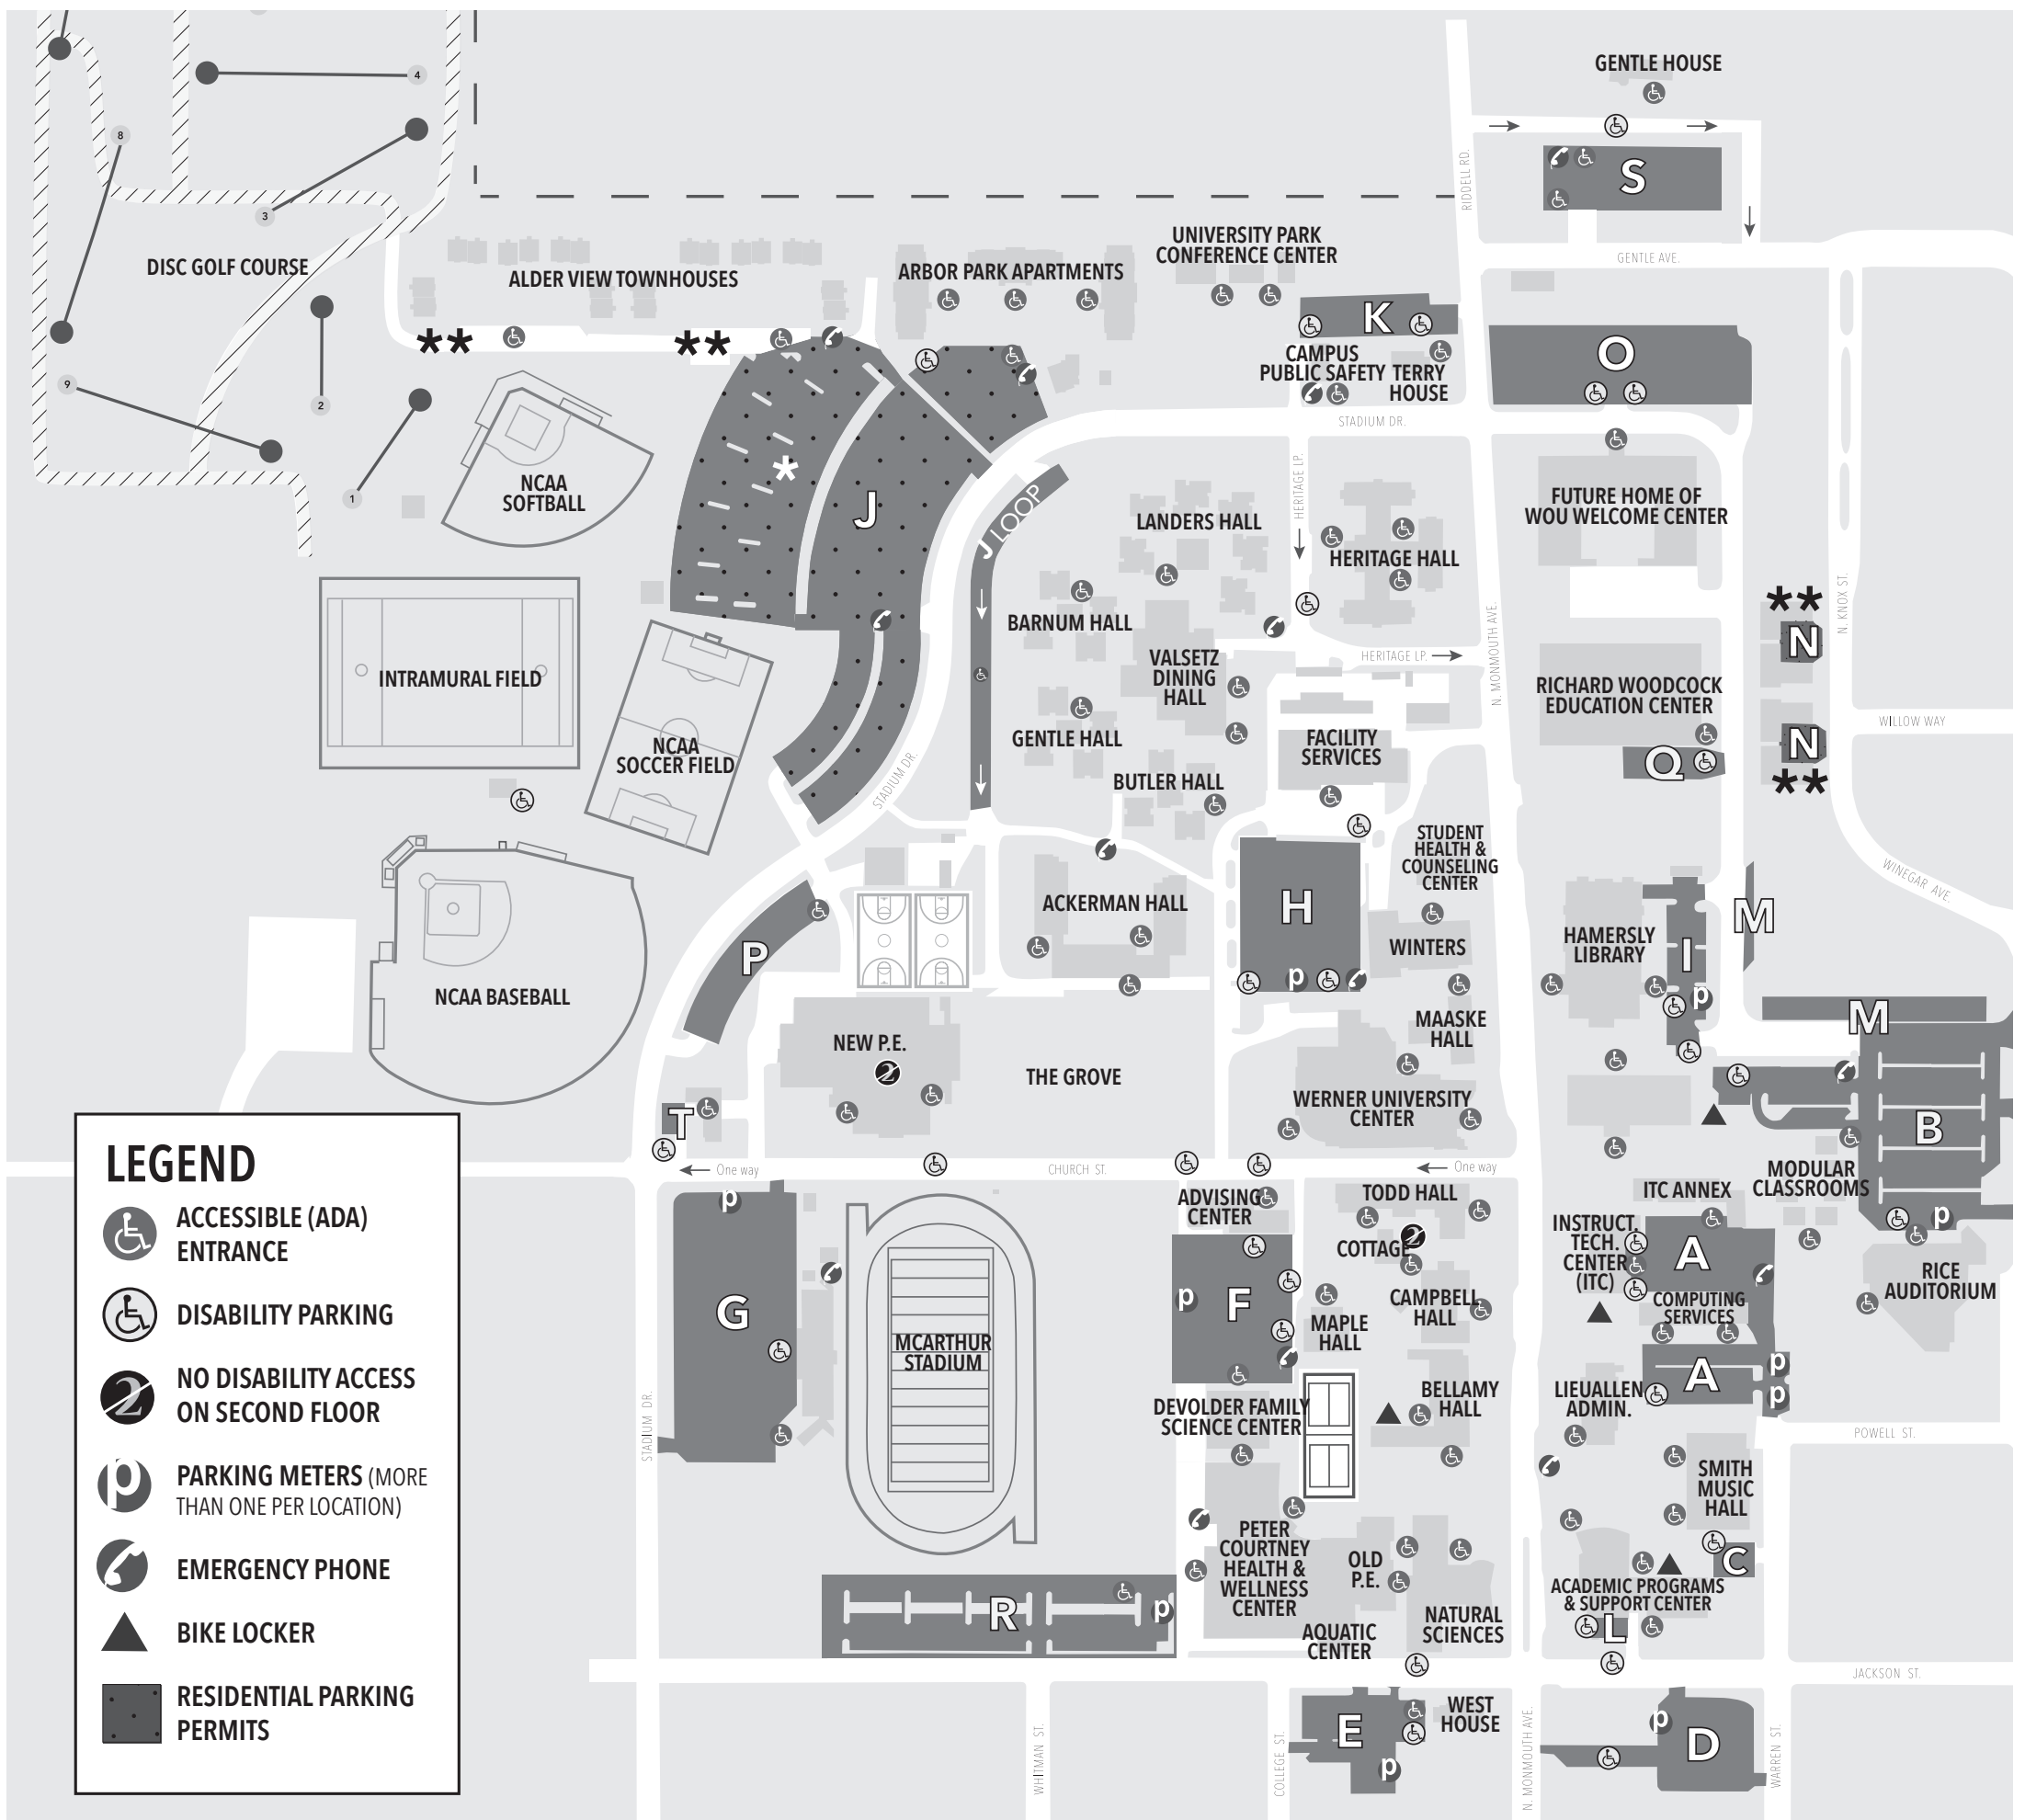 GENTLE HOUSE
4
8
3
S
RIDDELL RD.
GENTLE AVE.
DISC GOLF COURSE
ALDER VIEW TOWNHOUSES
ARBOR PARK APARTMENTS
UNIVERSITY PARK
CONFERENCE CENTER
**
**
K
CAMPUS
PUBLIC SAFETY
TERRY
HOUSE
O
9
2
1
STADIUM DR.
NCAA
SOFTBALL
*
J
J LOOP
LANDERS HALL
HERITAGE LP.
HERITAGE HALL
FUTURE HOME OF
WOU WELCOME CENTER
BARNUM HALL
**
N
N. KNOX ST.
N. MONMOUTH AVE.
HERITAGE LP.
VALSETZ
DINING
HALL
INTRAMURAL FIELD
RICHARD WOODCOCK
EDUCATION CENTER
WILLOW WAY
NCAA
SOCCER FIELD
GENTLE HALL
FACILITY
SERVICES
Q
N
**
STADIUM DR.
BUTLER HALL
STUDENT
HEALTH &
COUNSELING
CENTER
WINEGAR AVE.
ACKERMAN HALL
H
P
WINTERS
HAMERSLY
LIBRARY
I
M
p
p
NCAA BASEBALL
MAASKE
HALL
M
NEW P.E.
2
THE GROVE
WERNER UNIVERSITY
CENTER
T
B
One way
CHURCH ST.
One way
MODULAR
CLASSROOMS
LEGEND
ACCESSIBLE (ADA)
ENTRANCE
DISABILITY PARKING
2
NO DISABILITY ACCESS
ON SECOND FLOOR
p
PARKING METERS (MORE
THAN ONE PER LOCATION)
EMERGENCY PHONE
BIKE LOCKER
RESIDENTIAL PARKING
PERMITS
p
G
ADVISING
CENTER
TODD HALL
2
COTTAGE
ITC ANNEX
INSTRUCT.
TECH.
CENTER
(ITC)
A
p
RICE
AUDITORIUM
p
F
MAPLE
HALL
CAMPBELL
HALL
COMPUTING
SERVICES
MCARTHUR
STADIUM
A
p
p
LIEUALLEN
ADMIN.
DEVOLDER FAMILY
SCIENCE CENTER
BELLAMY
HALL
STADIUM DR.
POWELL ST.
SMITH
MUSIC
HALL
PETER
COURTNEY
HEALTH &
WELLNESS
CENTER
OLD
P.E.
C
ACADEMIC PROGRAMS
& SUPPORT CENTER
R
p
AQUATIC
CENTER
NATURAL
SCIENCES
L
JACKSON ST.
WHITMAN ST.
COLLEGE ST.
E
p
WEST
HOUSE
N. MONMOUTH AVE.
p
D
WARREN ST.